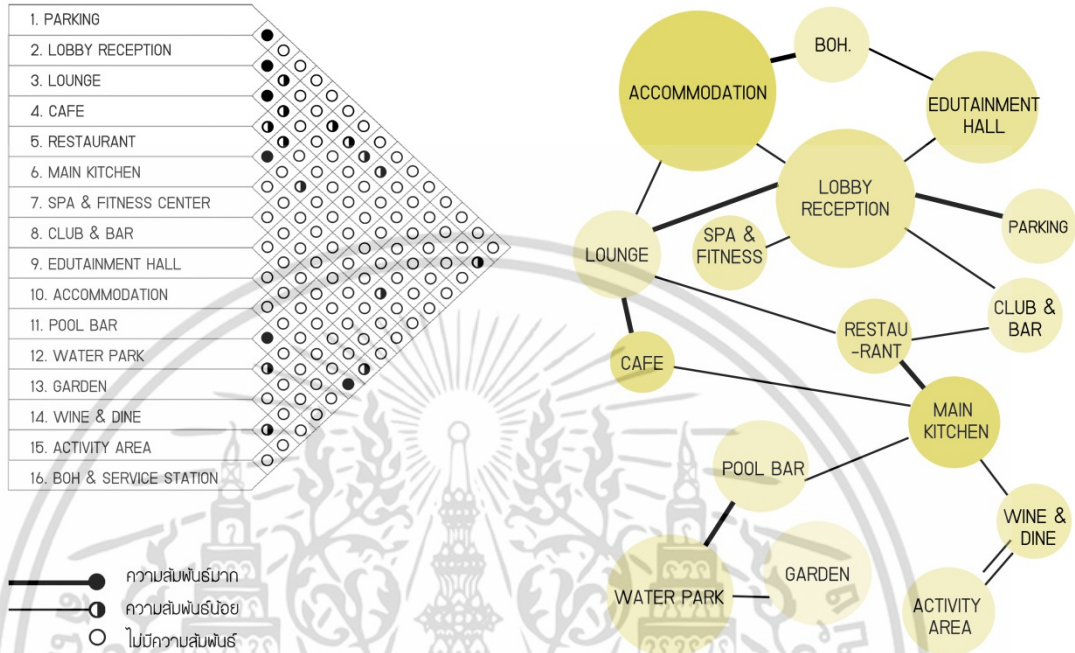 1. PARKING
2. LOBBY RECEPTION
3. LOUNGE
4. CAFE
5. RESTAURANT
6. MAIN KITCHEN
7. SPA & FITNESS CENTER
8. CLUB & BAR
9. EDUTAINMENT HALL
10. ACCOMMODATION
11. POOL BAR
12. WATER PARK
13. GARDEN
14. WINE & DINE
15. ACTIVITY AREA
16. BOH & SERVICE STATION
ความสัมพันธ์มาก
ความสัมพันธ์น้อย
ไม่มีความสัมพันธ์
BOH.
ACCOMMODATION
EDUTAINMENT
HALL
LOBBY
RECEPTION
PARKING
SPA &
FITNESS
LOUNGE
CLUB &
BAR
RESTAU
-RANT
CAFE
MAIN
KITCHEN
POOL BAR
WINE &
DINE
GARDEN
WATER PARK
ACTIVITY
AREA